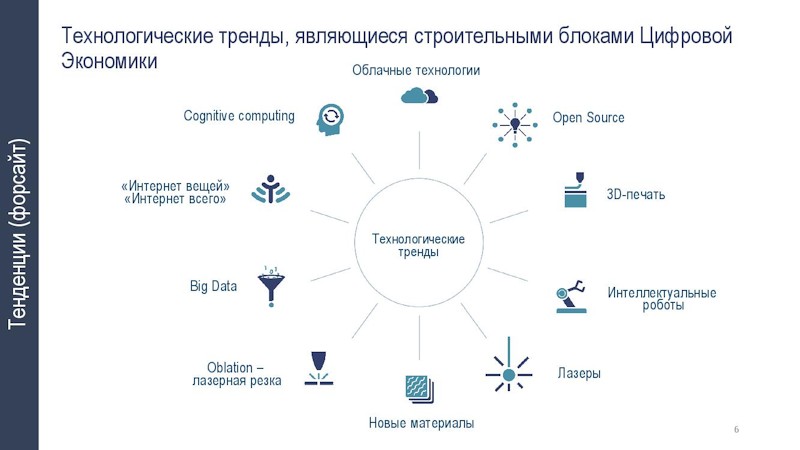 Технологические тренды, являющиеся строительными блоками Цифровой
Экономики
Тенденции (форсайт)
Облачные технологии
Cognitive computing
Open Source
«Интернет вещей»
«Интернет всего»
3D-печать
Технологические
тренды
Big Data
Интеллектуальные
роботы
Oblation –
лазерная резка
Лазеры
Новые материалы
6